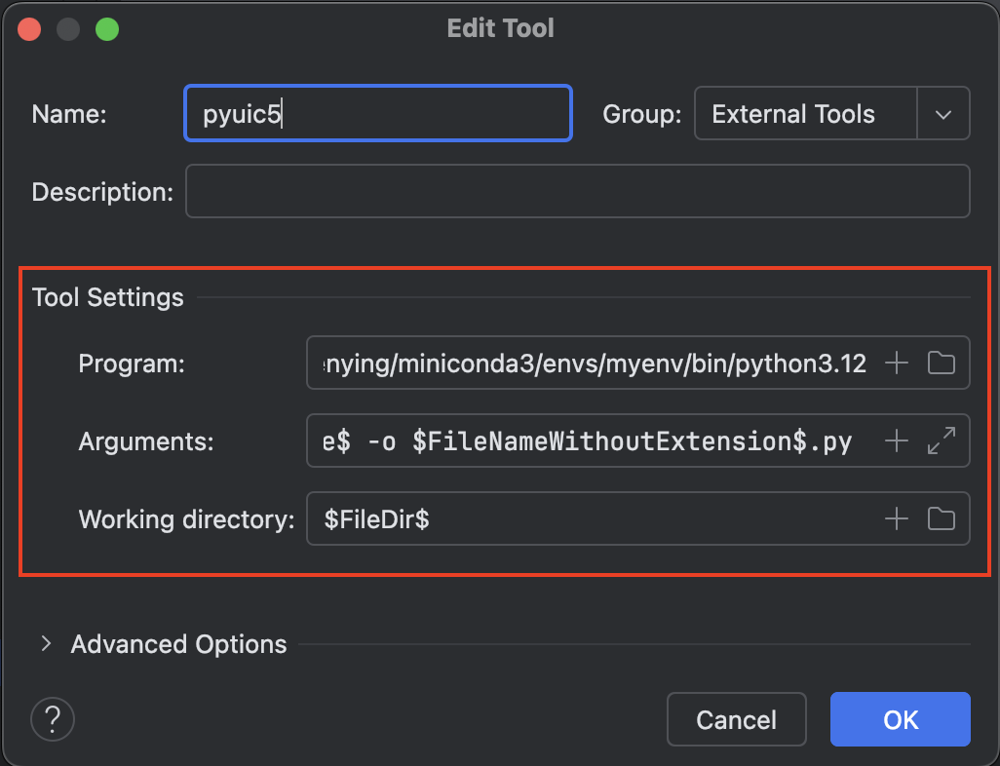 Edit Tool
Name: pyuic5 Group: External Tools
Description:
Tool Settings
Program: nying/miniconda3/envs/myenv/bin/python3.12
Arguments: e$ -o $FileNameWithoutExtension$.py
Working directory: $FileDir$
Advanced Options
? Cancel OK